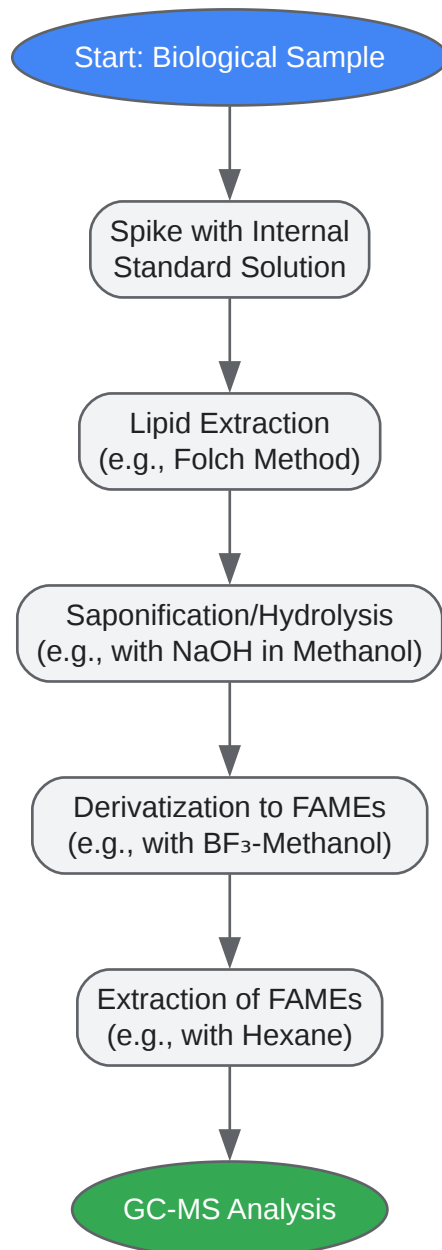 Start: Biological Sample
Spike with Internal
Standard Solution
Lipid Extraction
(e.g., Folch Method)
Saponification/Hydrolysis
(e.g., with NaOH in Methanol)
Derivatization to FAMEs
(e.g., with BF₃-Methanol)
Extraction of FAMEs
(e.g., with Hexane)
GC-MS Analysis